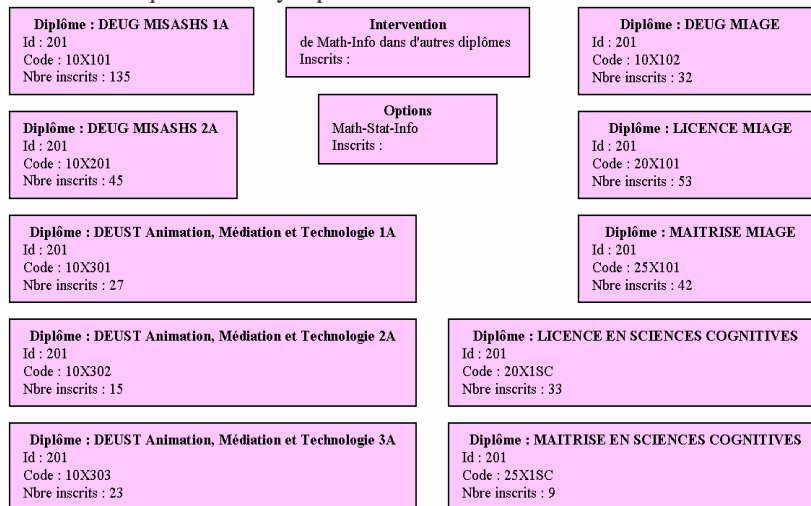 Diplôme : DEUG MISASHS 1A
Id : 201
Code : 10X101
Nbre inscrits : 135
Intervention
de Math-Info dans d'autres diplômes
Inscrits :
Diplôme : DEUG MIAGE
Id : 201
Code : 10X102
Nbre inscrits : 32
Options
Math-Stat-Info
Inscrits :
Diplôme : DEUG MISASHS 2A
Id : 201
Code : 10X201
Nbre inscrits : 45
Diplôme : LICENCE MIAGE
Id : 201
Code : 20X101
Nbre inscrits : 53
Diplôme : DEUST Animation, Médiation et Technologie 1A
Id : 201
Code : 10X301
Nbre inscrits : 27
Diplôme : MAITRISE MIAGE
Id : 201
Code : 25X101
Nbre inscrits : 42
Diplôme : DEUST Animation, Médiation et Technologie 2A
Id : 201
Code : 10X302
Nbre inscrits : 15
Diplôme : LICENCE EN SCIENCES COGNITIVES
Id : 201
Code : 20X1SC
Nbre inscrits : 33
Diplôme : DEUST Animation, Médiation et Technologie 3A
Id : 201
Code : 10X303
Nbre inscrits : 23
Diplôme : MAITRISE EN SCIENCES COGNITIVES
Id : 201
Code : 25X1SC
Nbre inscrits : 9